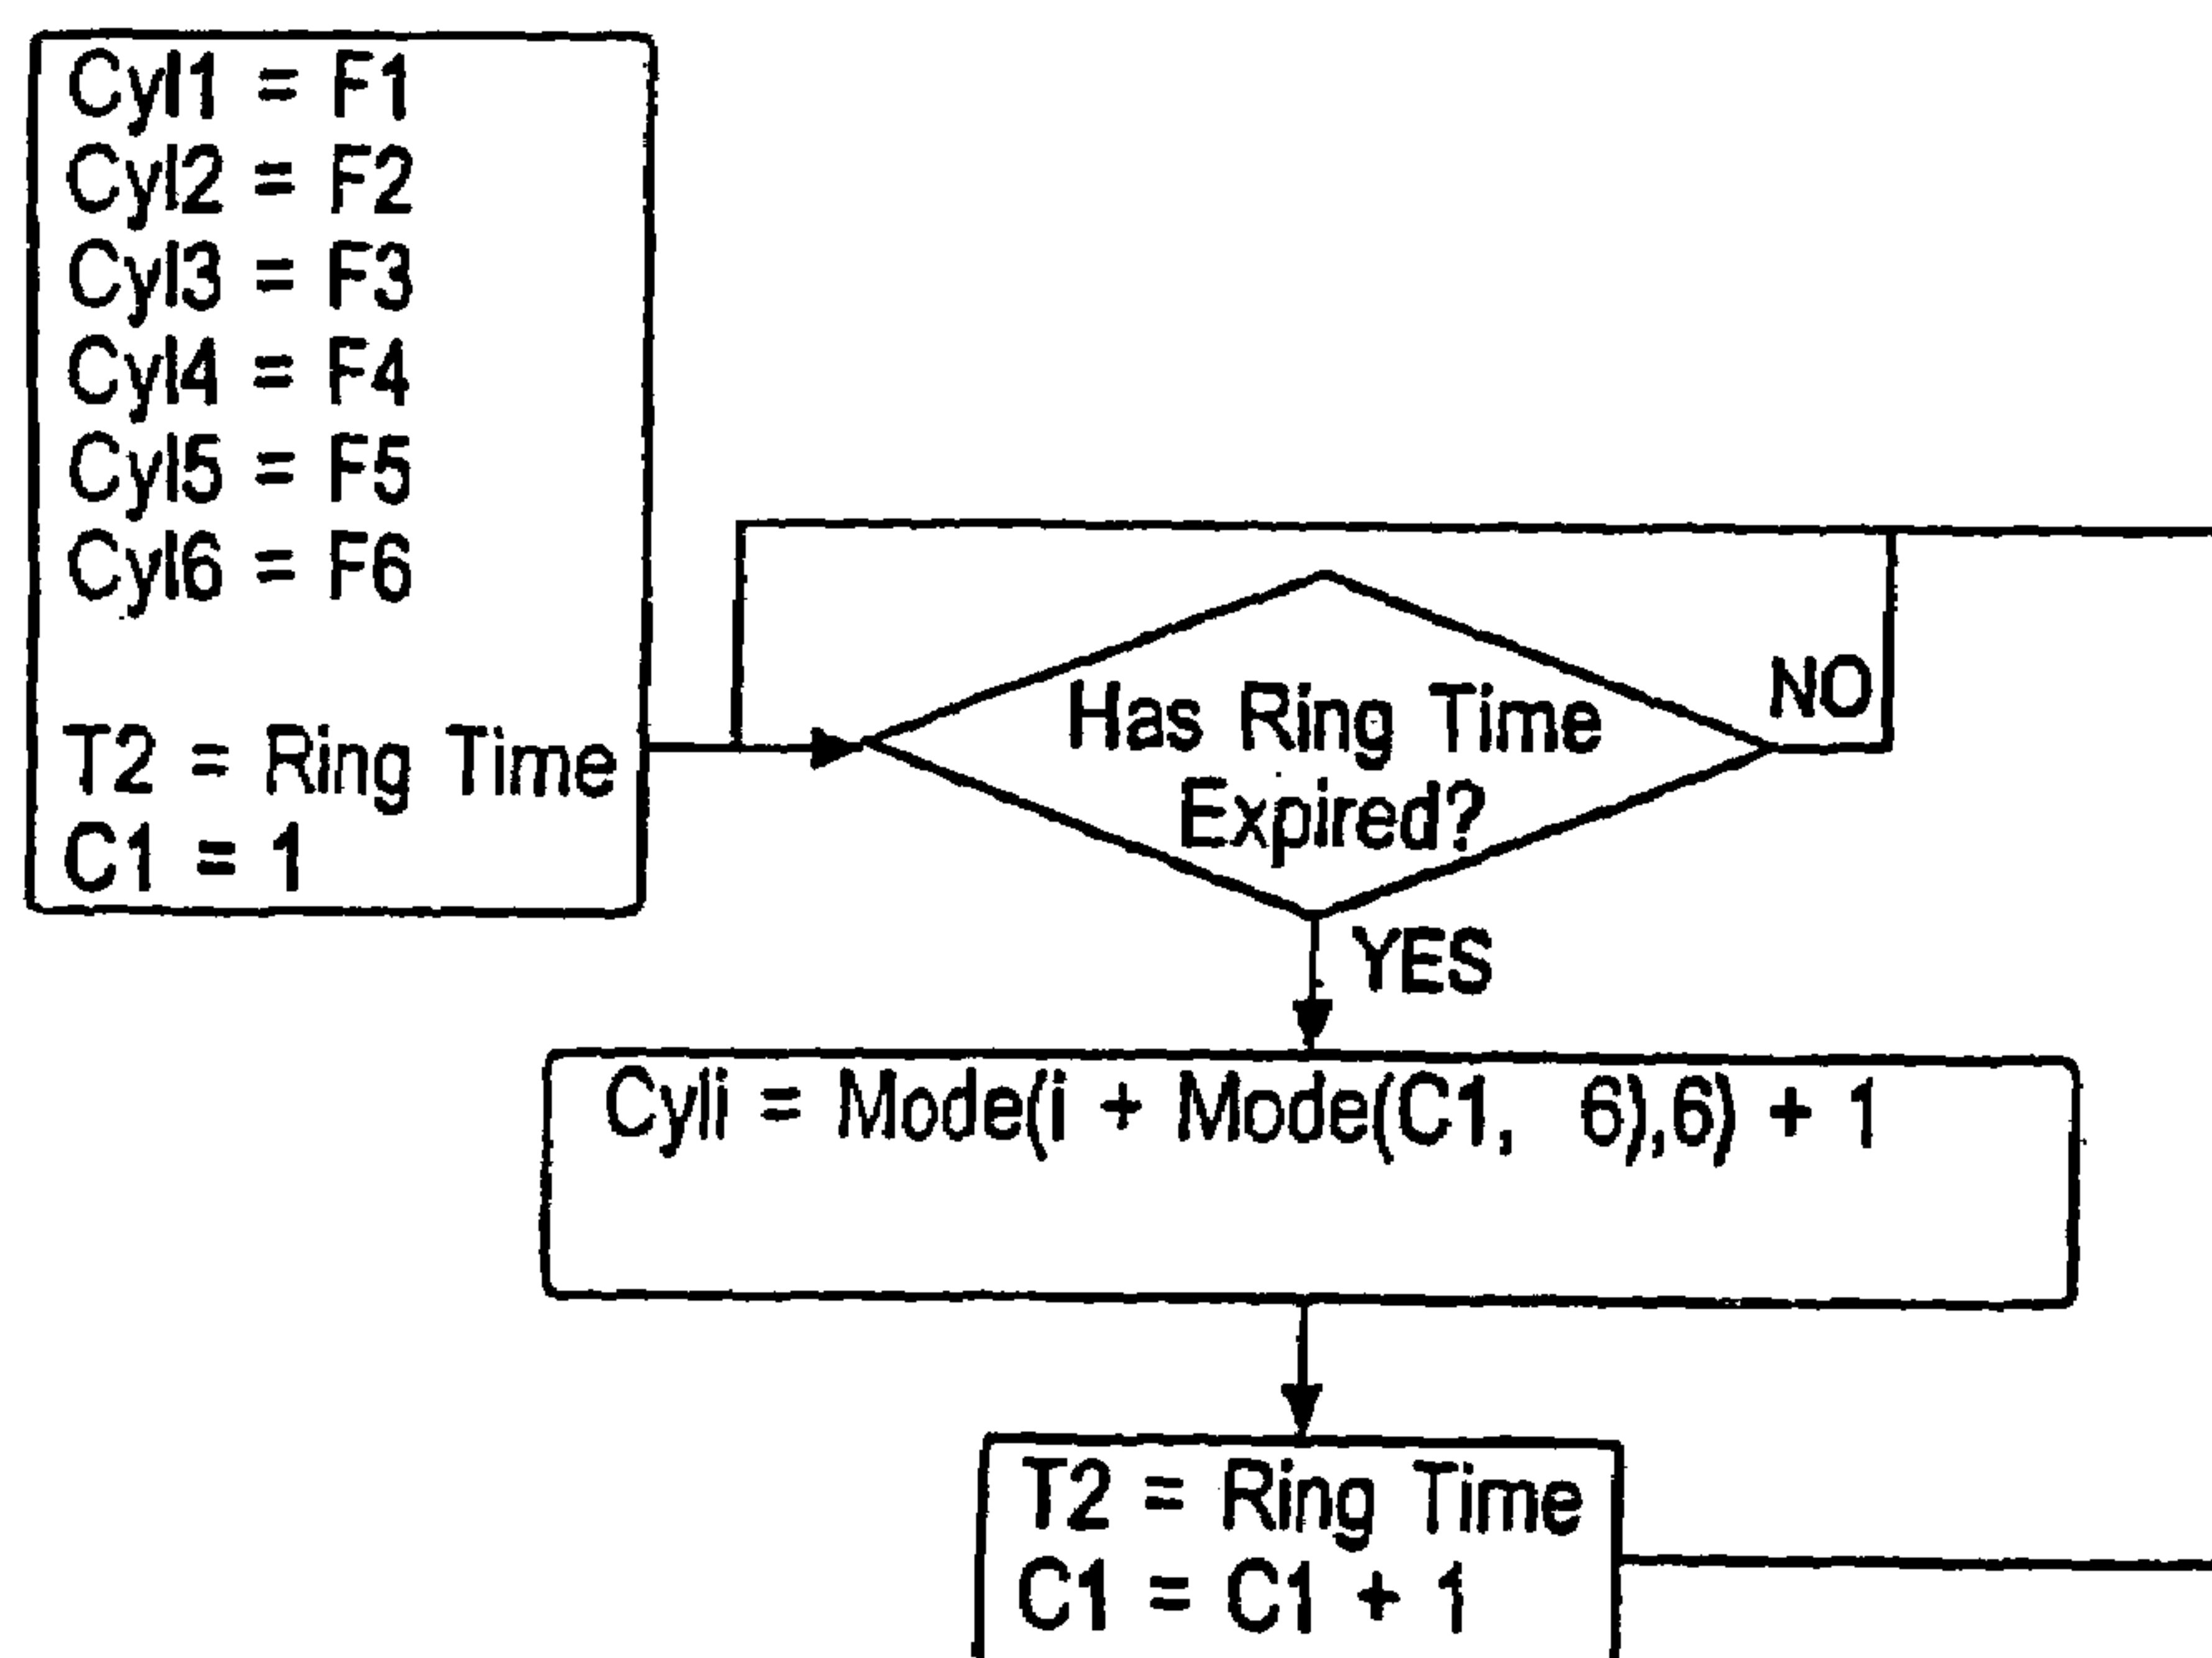 Cyl1 = F1
Cyl2 = F2
Cyl3 = F3
Cyl4 = F4
Cyl5 = F5
Cyl6 = F6
T2 = Ring Time
C1 = 1
Has Ring Time
Expired?
NO
YES
Cyli = Mode(i + Mode(C1, 6),6) + 1
T2 = Ring Time
C1 = C1 + 1